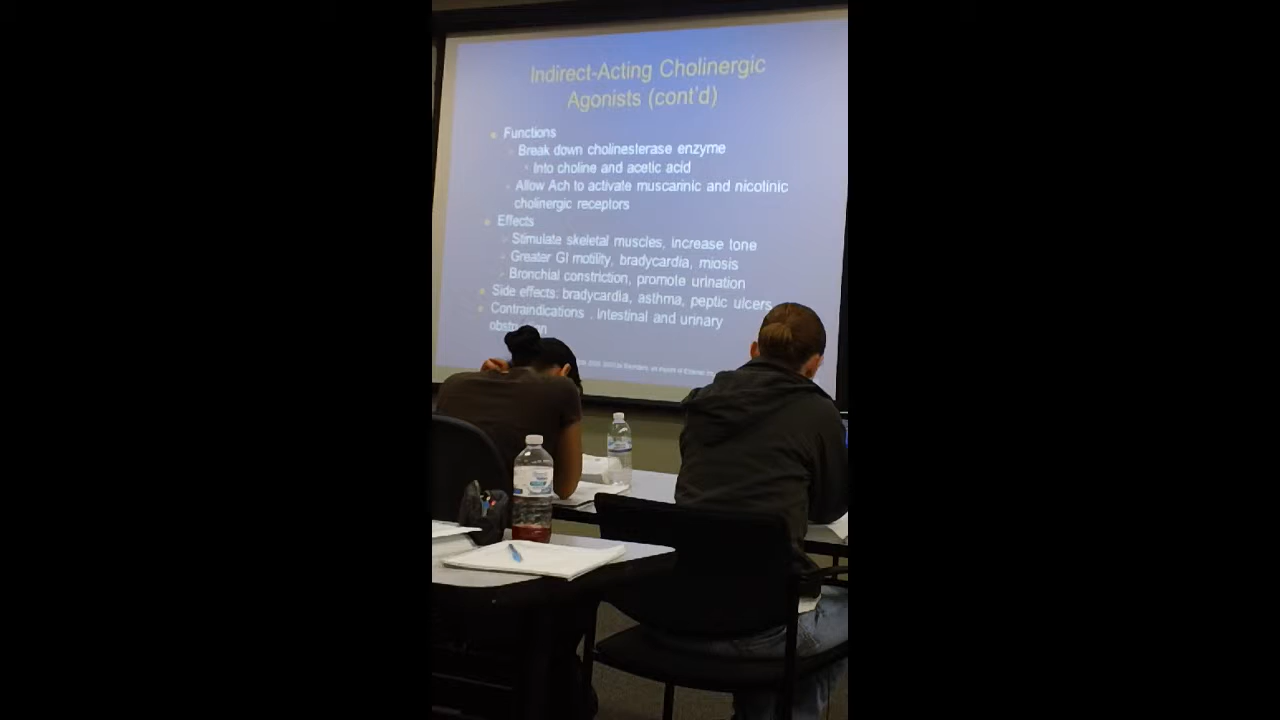 Indirect-Acting Cholinergic
Agonists (cont'd)
Functions
Break down cholinesterase enzyme
Into choline and acetic acid
Allow Ach to activate muscarinic and nicotinic
cholinergic receptors
Effects
Stimulate skeletal muscles, increase tone
Greater GI motility, bradycardia, miosis
Bronchial constriction, promote urination
Side effects: bradycardia, asthma, peptic ulcers
Contraindications . Intestinal and urinary